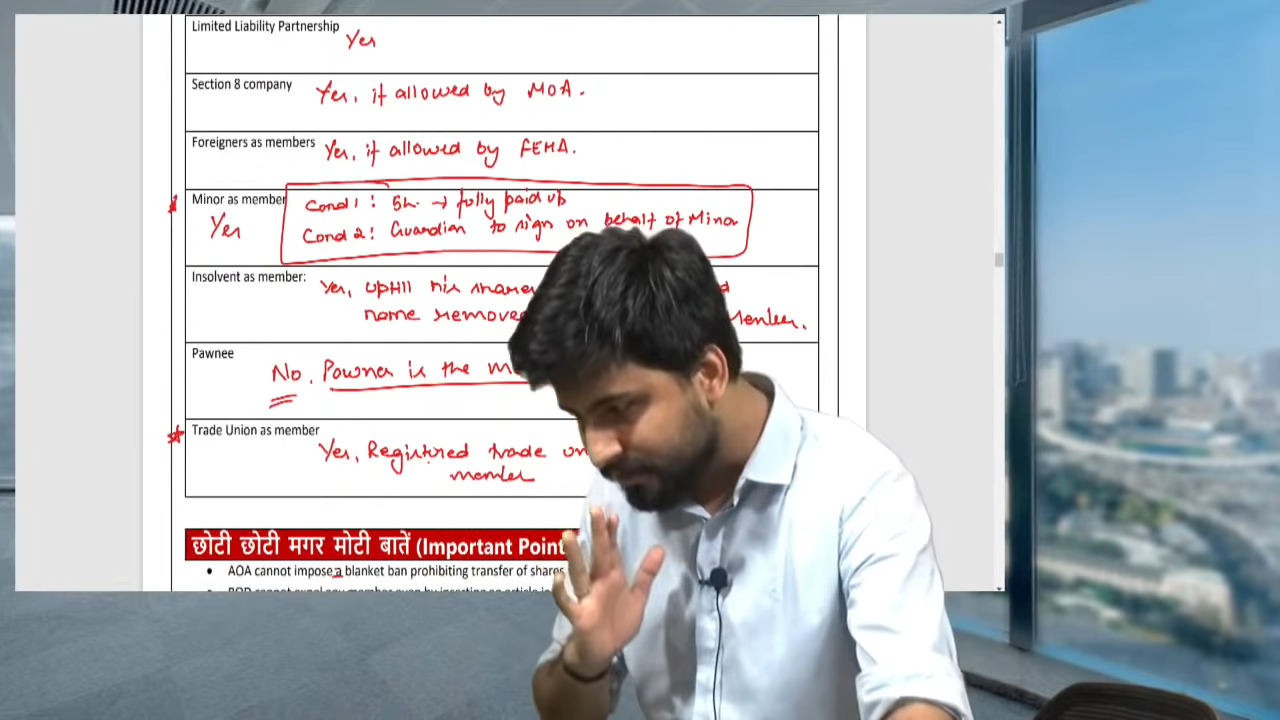 Limited Liability Partnership
Yes
Section 8 company
Yes, if allowed by MOA.
Foreigners as members
Yes, if allowed by FEMA.
Minor as member
Yes
Cond 1 : Sh. → fully paid up
Cond 2 : Guardian to sign on behalf of Minor
Insolvent as member:
Yes, uptill his shares
name remove
member.
Pawnee
No. Pawner is the
Trade Union as member
Yes, Registered trade
member
छोटी छोटी मगर मोटी बातें (Important Point
• AOA cannot impose a blanket ban prohibiting transfer of shares